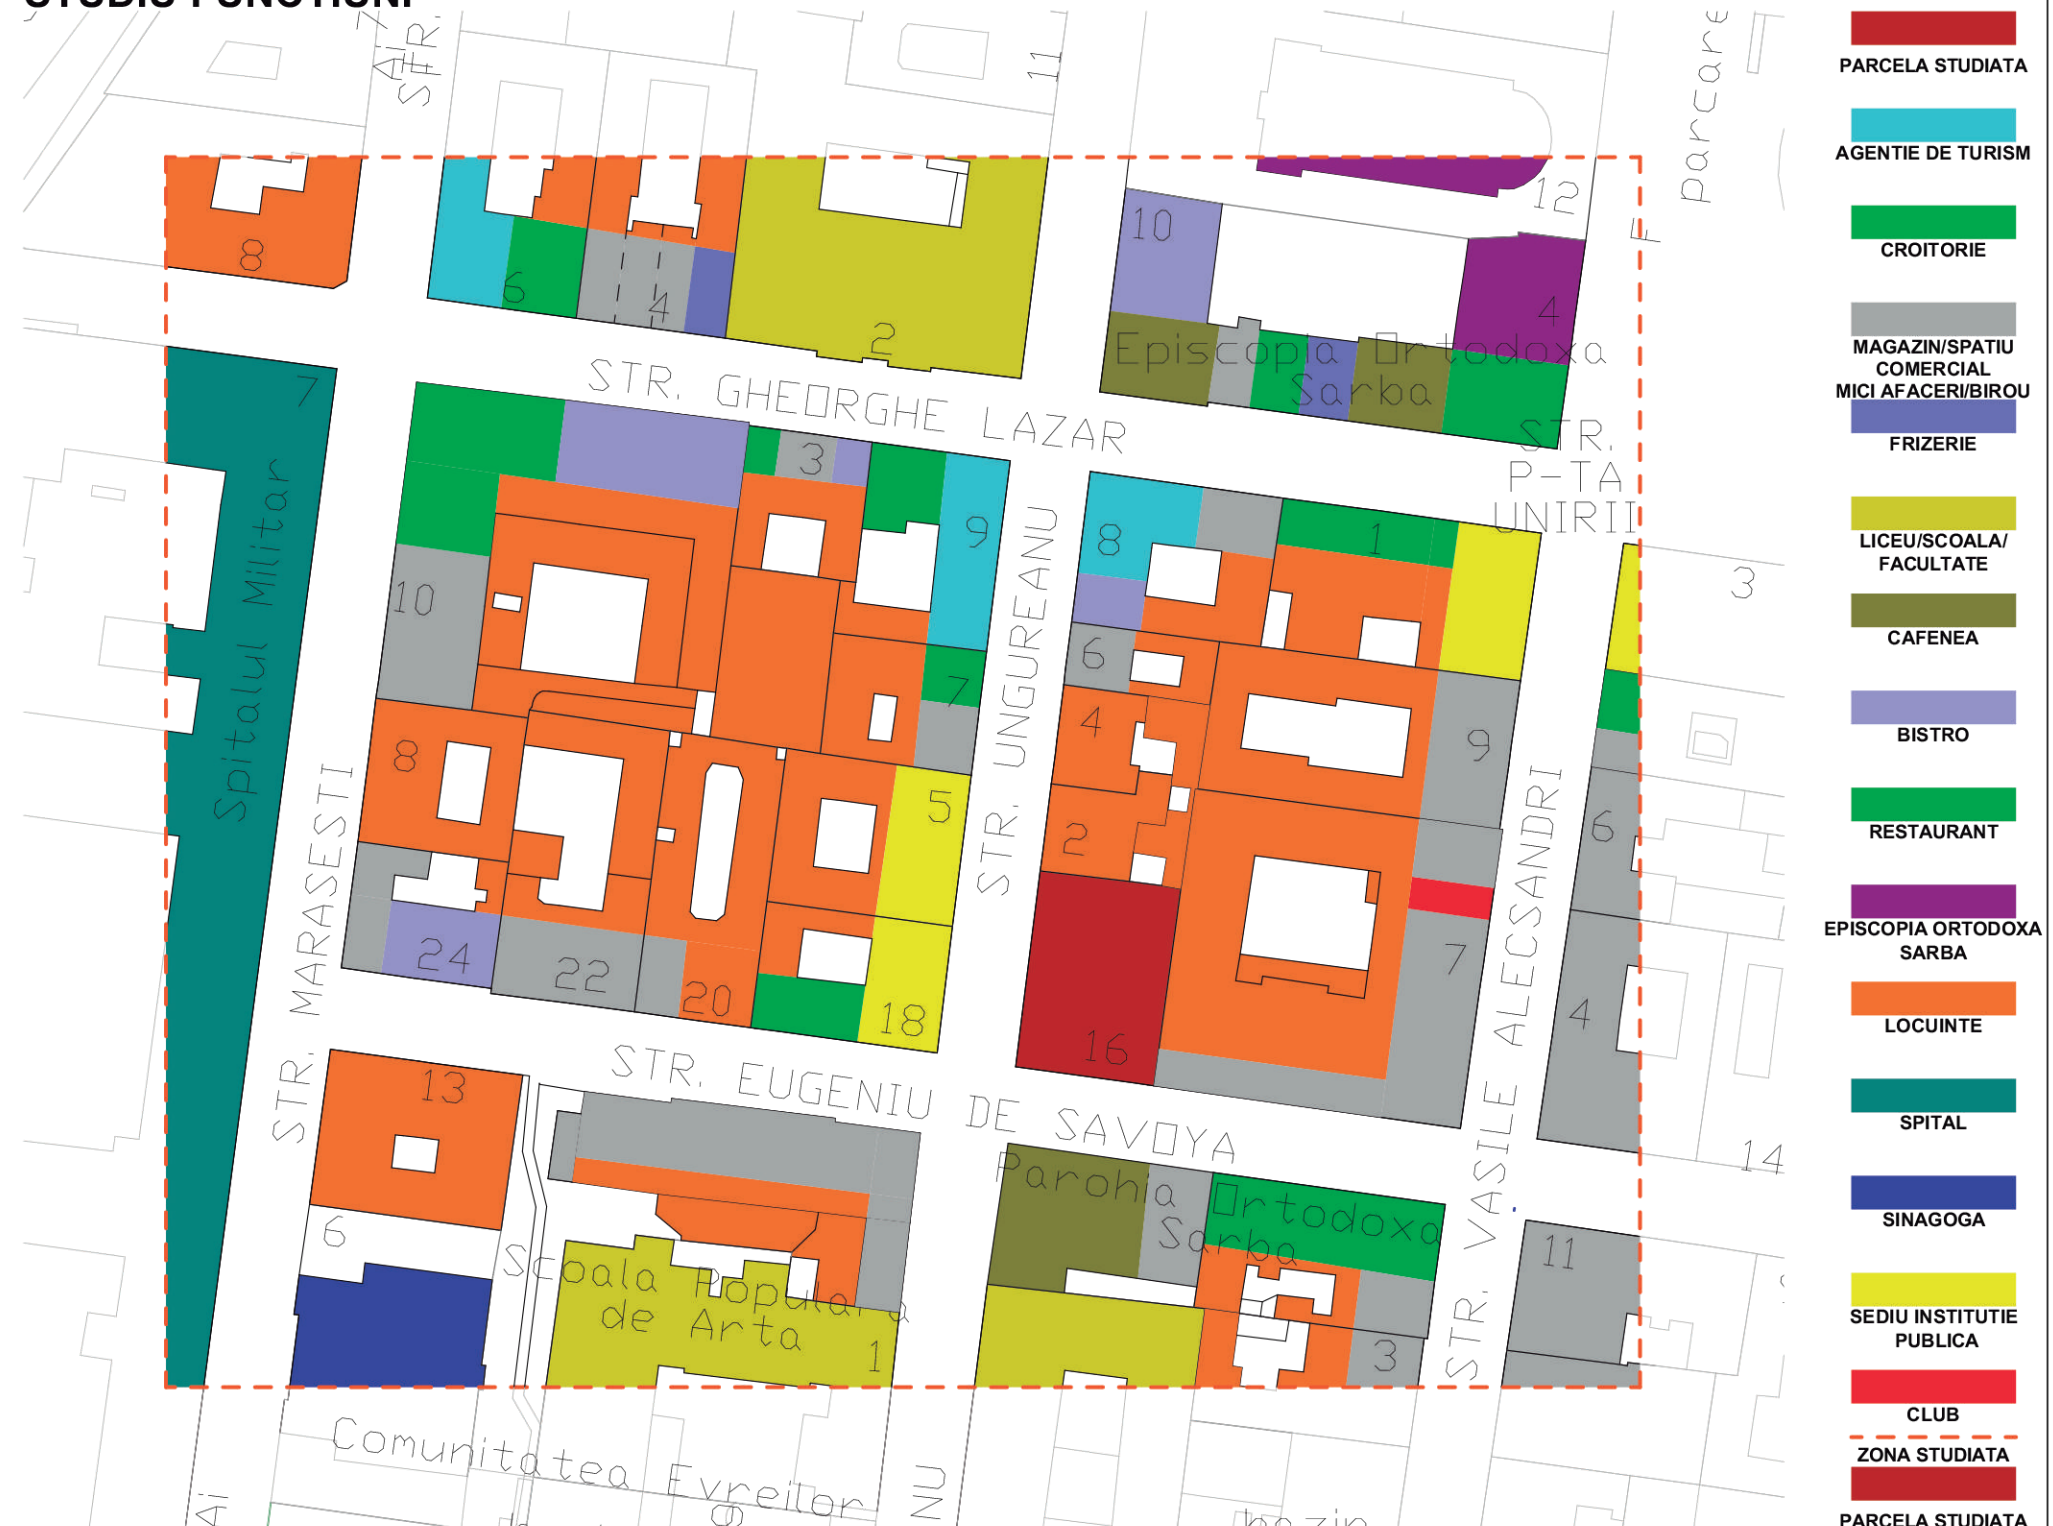 STUDIU FUNCTIUNI
STR.
11
Parcare
12
8
6
4
2
10
4
Episcopia Ortodoxa
Sarba
STR. GHEORGHE LAZAR
STR.
P-TA
UNIRII
7
Spitalul Militar
3
9
8
1
3
10
6
7
STR. UNGUREANU
4
9
8
5
2
6
STR. MARASESTI
STR. VASILE ALECSANDRI
24
22
20
18
16
7
4
13
STR. EUGENIU DE SAVOYA
14
Parohia Ortodoxa
Sarba
6
11
Scoala Populara
de Arta
1
3
Comunitatea Evreilor
PARCELA STUDIATA
AGENTIE DE TURISM
CROITORIE
MAGAZIN/SPATIU
COMERCIAL
MICI AFACERI/BIROU
FRIZERIE
LICEU/SCOALA/
FACULTATE
CAFENEA
BISTRO
RESTAURANT
EPISCOPIA ORTODOXA
SARBA
LOCUINTE
SPITAL
SINAGOGA
SEDIU INSTITUTIE
PUBLICA
CLUB
ZONA STUDIATA
PARCELA STUDIATA